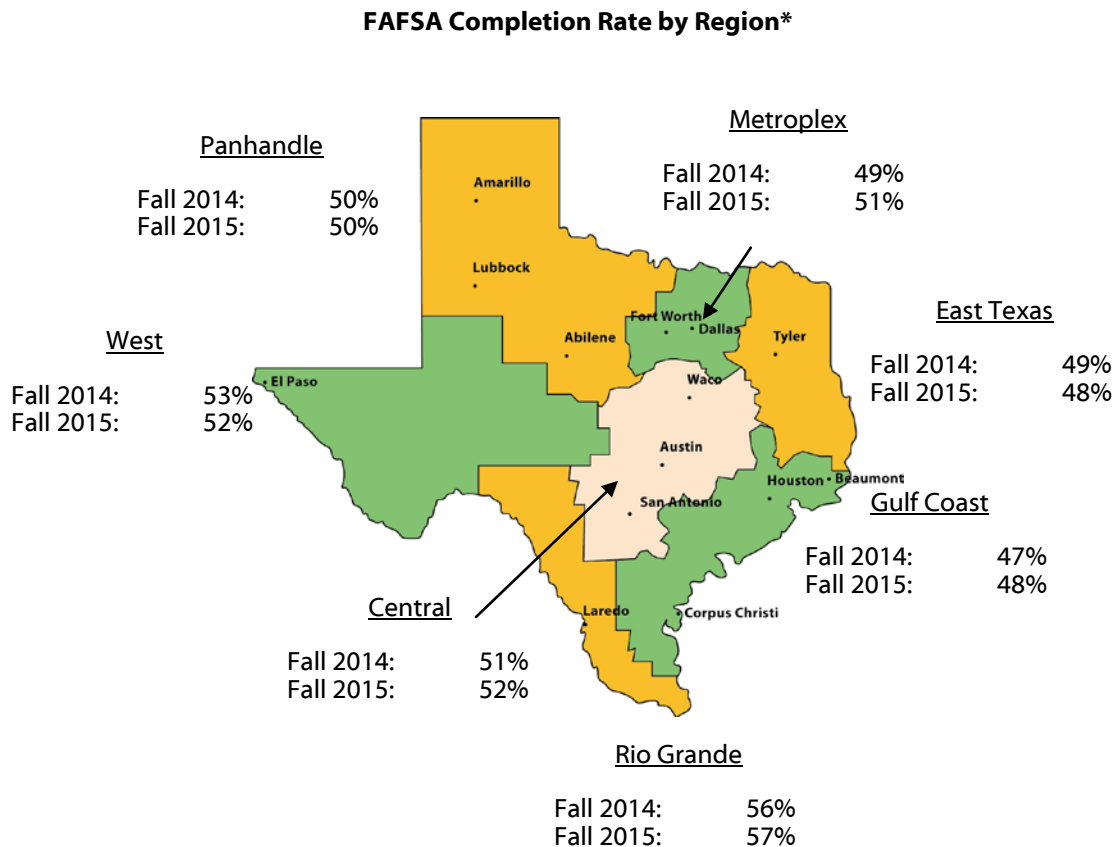 FAFSA Completion Rate by Region*
Metroplex
Fall 2014: 49%
Fall 2015: 51%
Panhandle
Fall 2014: 50%
Fall 2015: 50%
Amarillo
Lubbock
Abilene
Fort Worth
Dallas
Tyler
East Texas
Fall 2014: 49%
Fall 2015: 48%
West
Fall 2014: 53%
Fall 2015: 52%
El Paso
Waco
Austin
San Antonio
Houston
Beaumont
Gulf Coast
Fall 2014: 47%
Fall 2015: 48%
Central
Fall 2014: 51%
Fall 2015: 52%
Laredo
Corpus Christi
Rio Grande
Fall 2014: 56%
Fall 2015: 57%